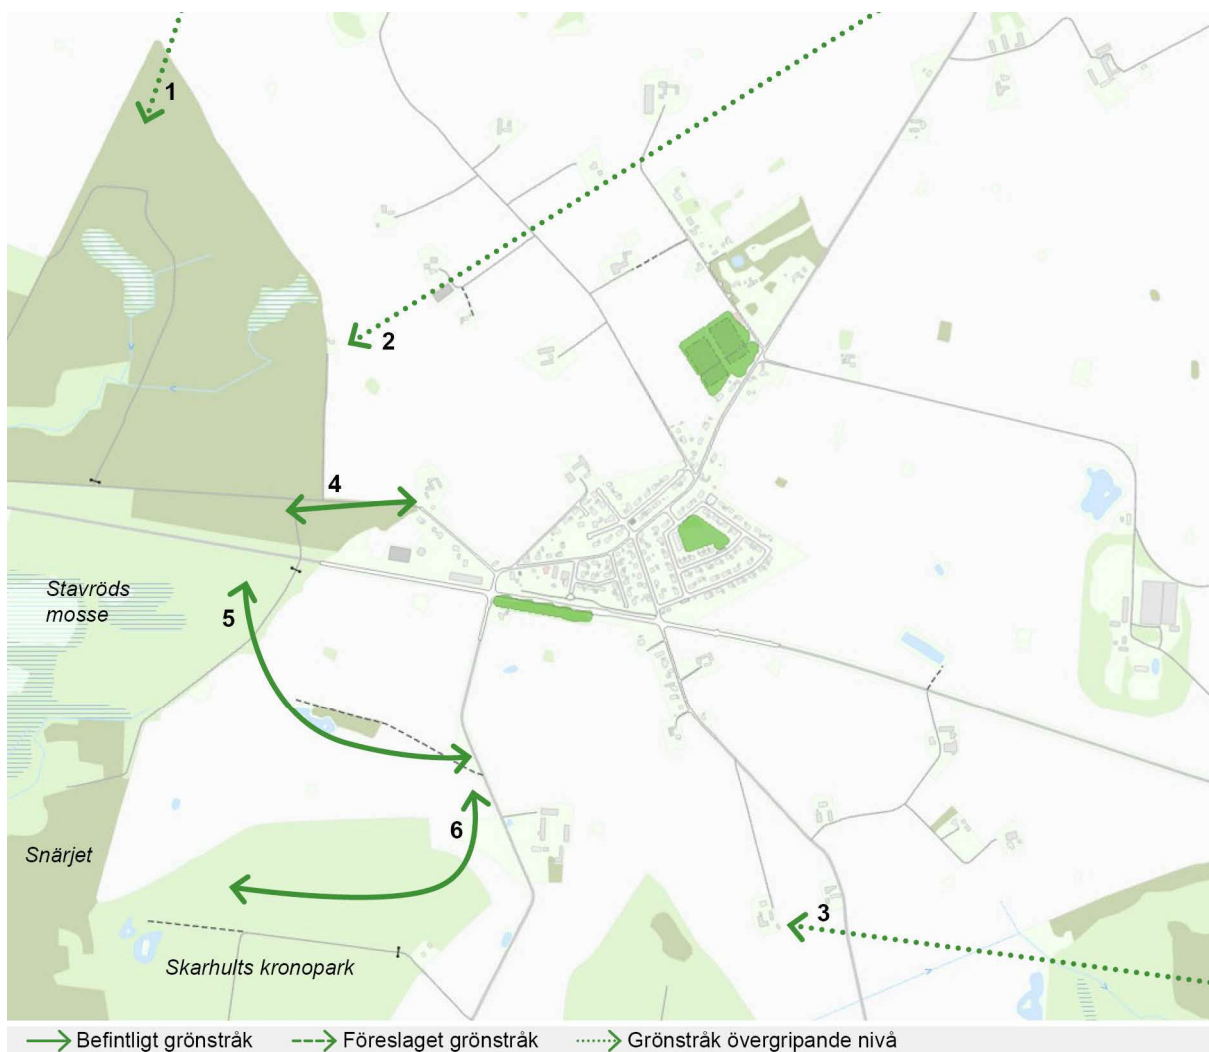 1
2
4
Stavröds
mosse
5
6
Snärjet
3
Skarhults kronopark
Befintligt grönstråk
Föreslaget grönstråk
Grönstråk övergripande nivå